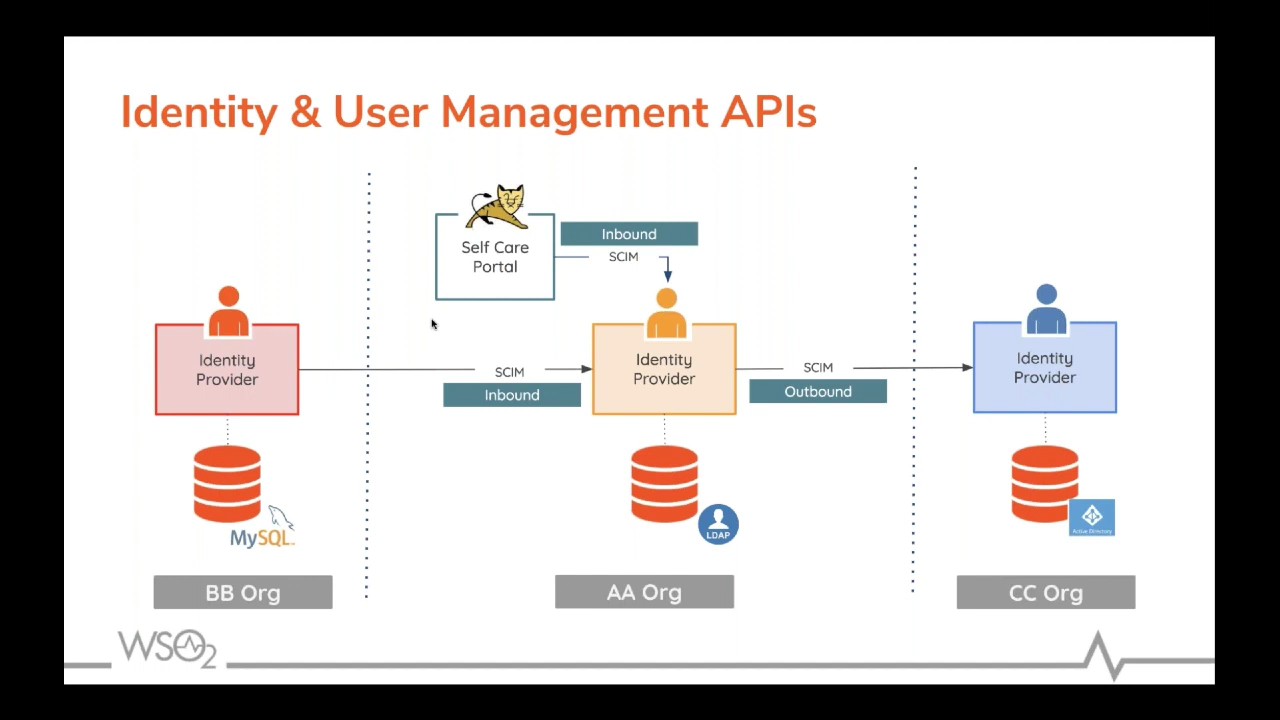 Identity & User Management APIs
Self Care
Portal
Inbound
SCIM
Identity
Provider
SCIM
Inbound
Identity
Provider
SCIM
Outbound
Identity
Provider
MySQL
LDAP
Active Directory
BB Org
AA Org
CC Org
WSO2